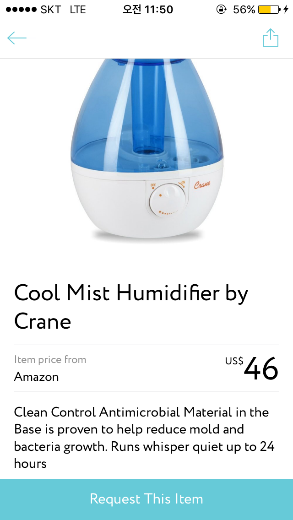 SKT LTE 오전 11:50 56%
Crane
Cool Mist Humidifier by
Crane
Item price from
Amazon
US$ 46
Clean Control Antimicrobial Material in the
Base is proven to help reduce mold and
bacteria growth. Runs whisper quiet up to 24
hours
Request This Item